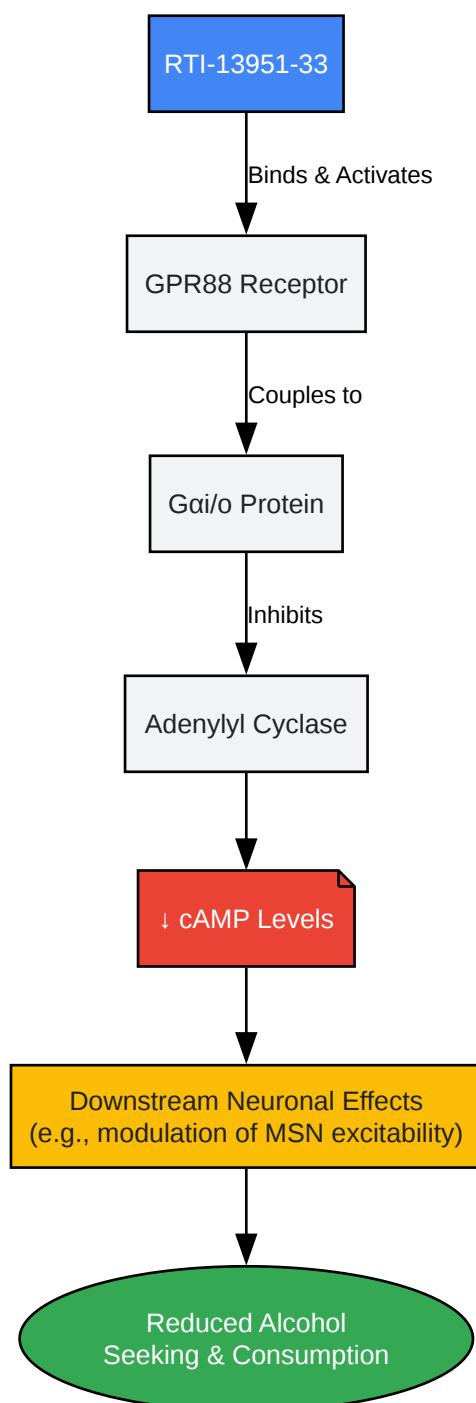 RTI-13951-33
Binds & Activates
GPR88 Receptor
Couples to
Gαi/o Protein
Inhibits
Adenylyl Cyclase
↓ cAMP Levels
Downstream Neuronal Effects
(e.g., modulation of MSN excitability)
Reduced Alcohol
Seeking & Consumption